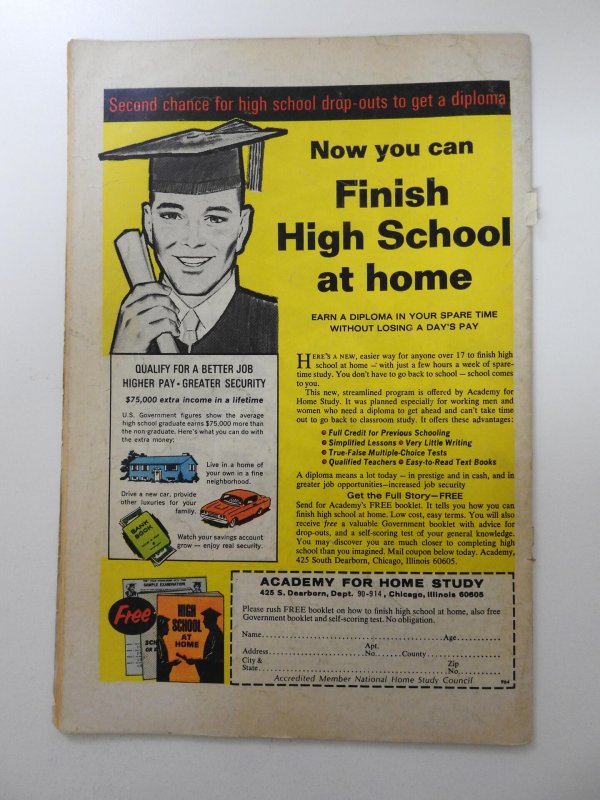 Second chance for high school drop-outs to get a diploma
Now you can
Finish
High School
at home
EARN A DIPLOMA IN YOUR SPARE TIME
WITHOUT LOSING A DAY'S PAY
HERE'S A NEW, easier way for anyone over 17 to finish high
school at home — with just a few hours a week of spare-
time study. You don't have to go back to school — school comes
to you.
This new, streamlined program is offered by Academy for
Home Study. It was planned especially for working men and
women who need a diploma to get ahead and can't take time
out to go back to classroom study. It offers these advantages:
• Full Credit for Previous Schooling
• Simplified Lessons • Very Little Writing
• True-False Multiple-Choice Tests
• Qualified Teachers • Easy-to-Read Text Books
A diploma means a lot today — in prestige and in cash, and in
greater job opportunities—increased job security
Get the Full Story—FREE
Send for Academy's FREE booklet. It tells you how you can
finish high school at home. Low cost, easy terms. You will also
receive free a valuable Government booklet with advice for
drop-outs, and a self-scoring test of your general knowledge.
You may discover you are much closer to completing high
school than you imagined. Mail coupon below today. Academy,
425 South Dearborn, Chicago, Illinois 60605.
QUALIFY FOR A BETTER JOB
HIGHER PAY • GREATER SECURITY
$75,000 extra income in a lifetime
U.S. Government figures show the average
high school graduate earns $75,000 more than
the non-graduate. Here's what you can do with
the extra money:
Live in a home of
your own in a fine
neighborhood.
Drive a new car, provide
other luxuries for your
family.
BANK
BOOK
Watch your savings account
grow — enjoy real security.
SAMPLE EXAMINATION
Free
HIGH
SCHOOL
AT
HOME
ACADEMY FOR HOME STUDY
425 S. Dearborn, Dept. 90-914, Chicago, Illinois 60605
Please rush FREE booklet on how to finish high school at home, also free
Government booklet and self-scoring test. No obligation.
Name.......... Age..........
Address.......... Apt. No....... County..........
City &
State.......... Zip No..........
Accredited Member National Home Study Council
964